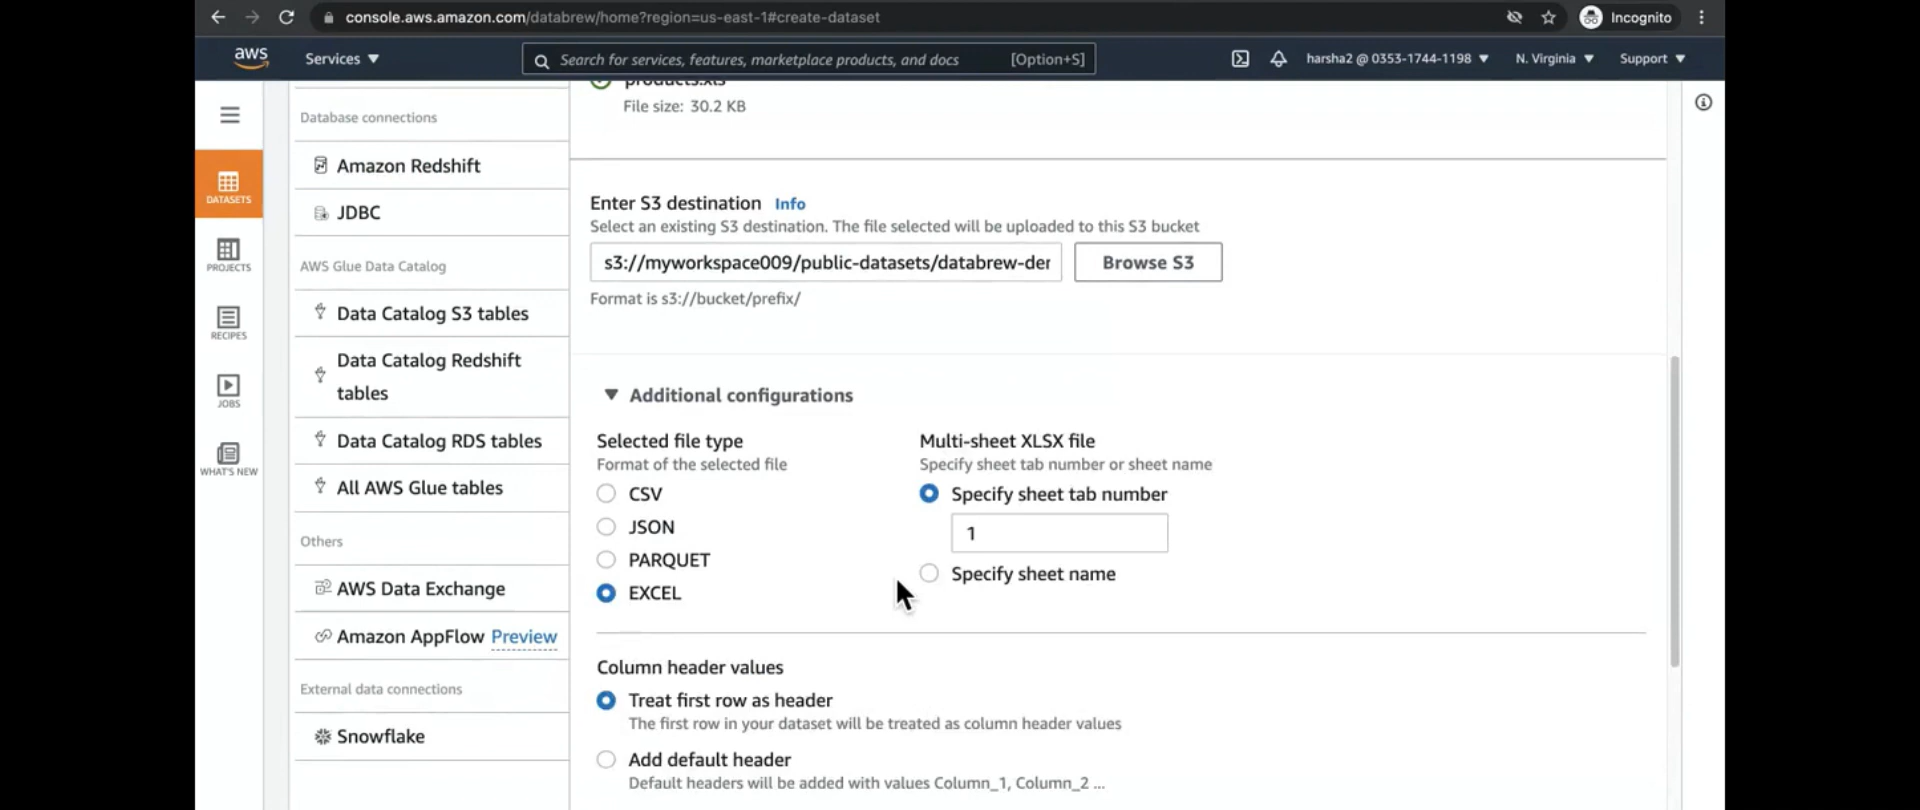 console.aws.amazon.com/databrew/home?region=us-east-1#create-dataset
Incognito
aws
Services
Search for services, features, marketplace products, and docs
[Option+S]
harsha2 @ 0353-1744-1198
N. Virginia
Support
DATASETS
PROJECTS
RECIPES
JOBS
WHAT'S NEW
Database connections
Amazon Redshift
JDBC
AWS Glue Data Catalog
Data Catalog S3 tables
Data Catalog Redshift
tables
Data Catalog RDS tables
All AWS Glue tables
Others
AWS Data Exchange
Amazon AppFlow Preview
External data connections
Snowflake
products.xls
File size: 30.2 KB
Enter S3 destination Info
Select an existing S3 destination. The file selected will be uploaded to this S3 bucket
s3://myworkspace009/public-datasets/databrew-der
Browse S3
Format is s3://bucket/prefix/
Additional configurations
Selected file type
Format of the selected file
CSV
JSON
PARQUET
EXCEL
Multi-sheet XLSX file
Specify sheet tab number or sheet name
Specify sheet tab number
1
Specify sheet name
Column header values
Treat first row as header
The first row in your dataset will be treated as column header values
Add default header
Default headers will be added with values Column_1, Column_2 ...